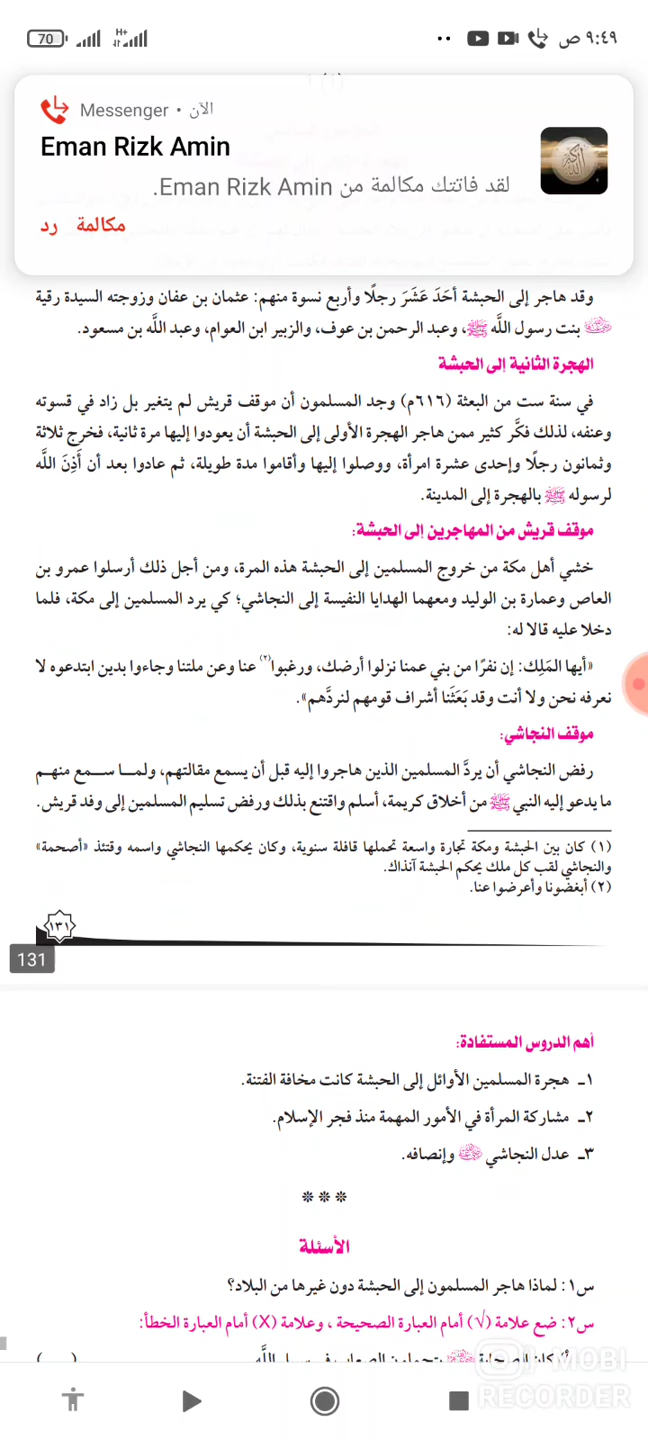 70
H+
٩:٤٩ ص
(١)
Messenger • الآن
Eman Rizk Amin
لقد فاتتك مكالمة من Eman Rizk Amin.
مكالمة رد
وقد هاجر إلى الحبشة أَحَدَ عَشَرَ رجلًا وأربع نسوة منهم: عثمان بن عفان وزوجته السيدة رقية
بنت رسول اللَّه ﷺ، وعبد الرحمن بن عوف، والزبير ابن العوام، وعبد اللَّه بن مسعود.
الهجرة الثانية إلى الحبشة
في سنة ست من البعثة (٦١٦م) وجد المسلمون أن موقف قريش لم يتغير بل زاد في قسوته
وعنفه، لذلك فكَّر كثير ممن هاجر الهجرة الأولى إلى الحبشة أن يعودوا إليها مرة ثانية، فخرج ثلاثة
وثمانون رجلًا وإحدى عشرة امرأة، ووصلوا إليها وأقاموا مدة طويلة، ثم عادوا بعد أن أَذِنَ اللَّه
لرسوله ﷺ بالهجرة إلى المدينة.
موقف قريش من المهاجرين إلى الحبشة:
خشي أهل مكة من خروج المسلمين إلى الحبشة هذه المرة، ومن أجل ذلك أرسلوا عمرو بن
العاص وعمارة بن الوليد ومعهما الهدايا النفيسة إلى النجاشي؛ كي يرد المسلمين إلى مكة، فلما
دخلا عليه قالا له:
«أيها المَلِك: إن نفرًا من بني عمنا نزلوا أرضك، ورغبوا(٢) عنا وعن ملتنا وجاءوا بدين ابتدعوه لا
نعرفه نحن ولا أنت وقد بَعَثَنا أشراف قومهم لنردَّهم».
موقف النجاشي:
رفض النجاشي أن يردَّ المسلمين الذين هاجروا إليه قبل أن يسمع مقالتهم، ولمـا سـمع منهـم
ما يدعو إليه النبي ﷺ من أخلاق كريمة، أسلم واقتنع بذلك ورفض تسليم المسلمين إلى وفد قريش.
(١) كان بين الحبشة ومكة تجارة واسعة تحملها قافلة سنوية، وكان يحكمها النجاشي واسمه وقتئذ «أصحمة»
والنجاشي لقب كل ملك يحكم الحبشة آنذاك.
(٢) أبغضونا وأعرضوا عنا.
١٣١
131
أهم الدروس المستفادة:
١ـ هجرة المسلمين الأوائل إلى الحبشة كانت مخافة الفتنة.
٢ـ مشاركة المرأة في الأمور المهمة منذ فجر الإسلام.
٣ـ عدل النجاشي وإنصافه.
***
الأسئلة
س١: لماذا هاجر المسلمون إلى الحبشة دون غيرها من البلاد؟
س٢: ضع علامة (√) أمام العبارة الصحيحة ، وعلامة (X) أمام العبارة الخطأ:
MOBI
RECORDER